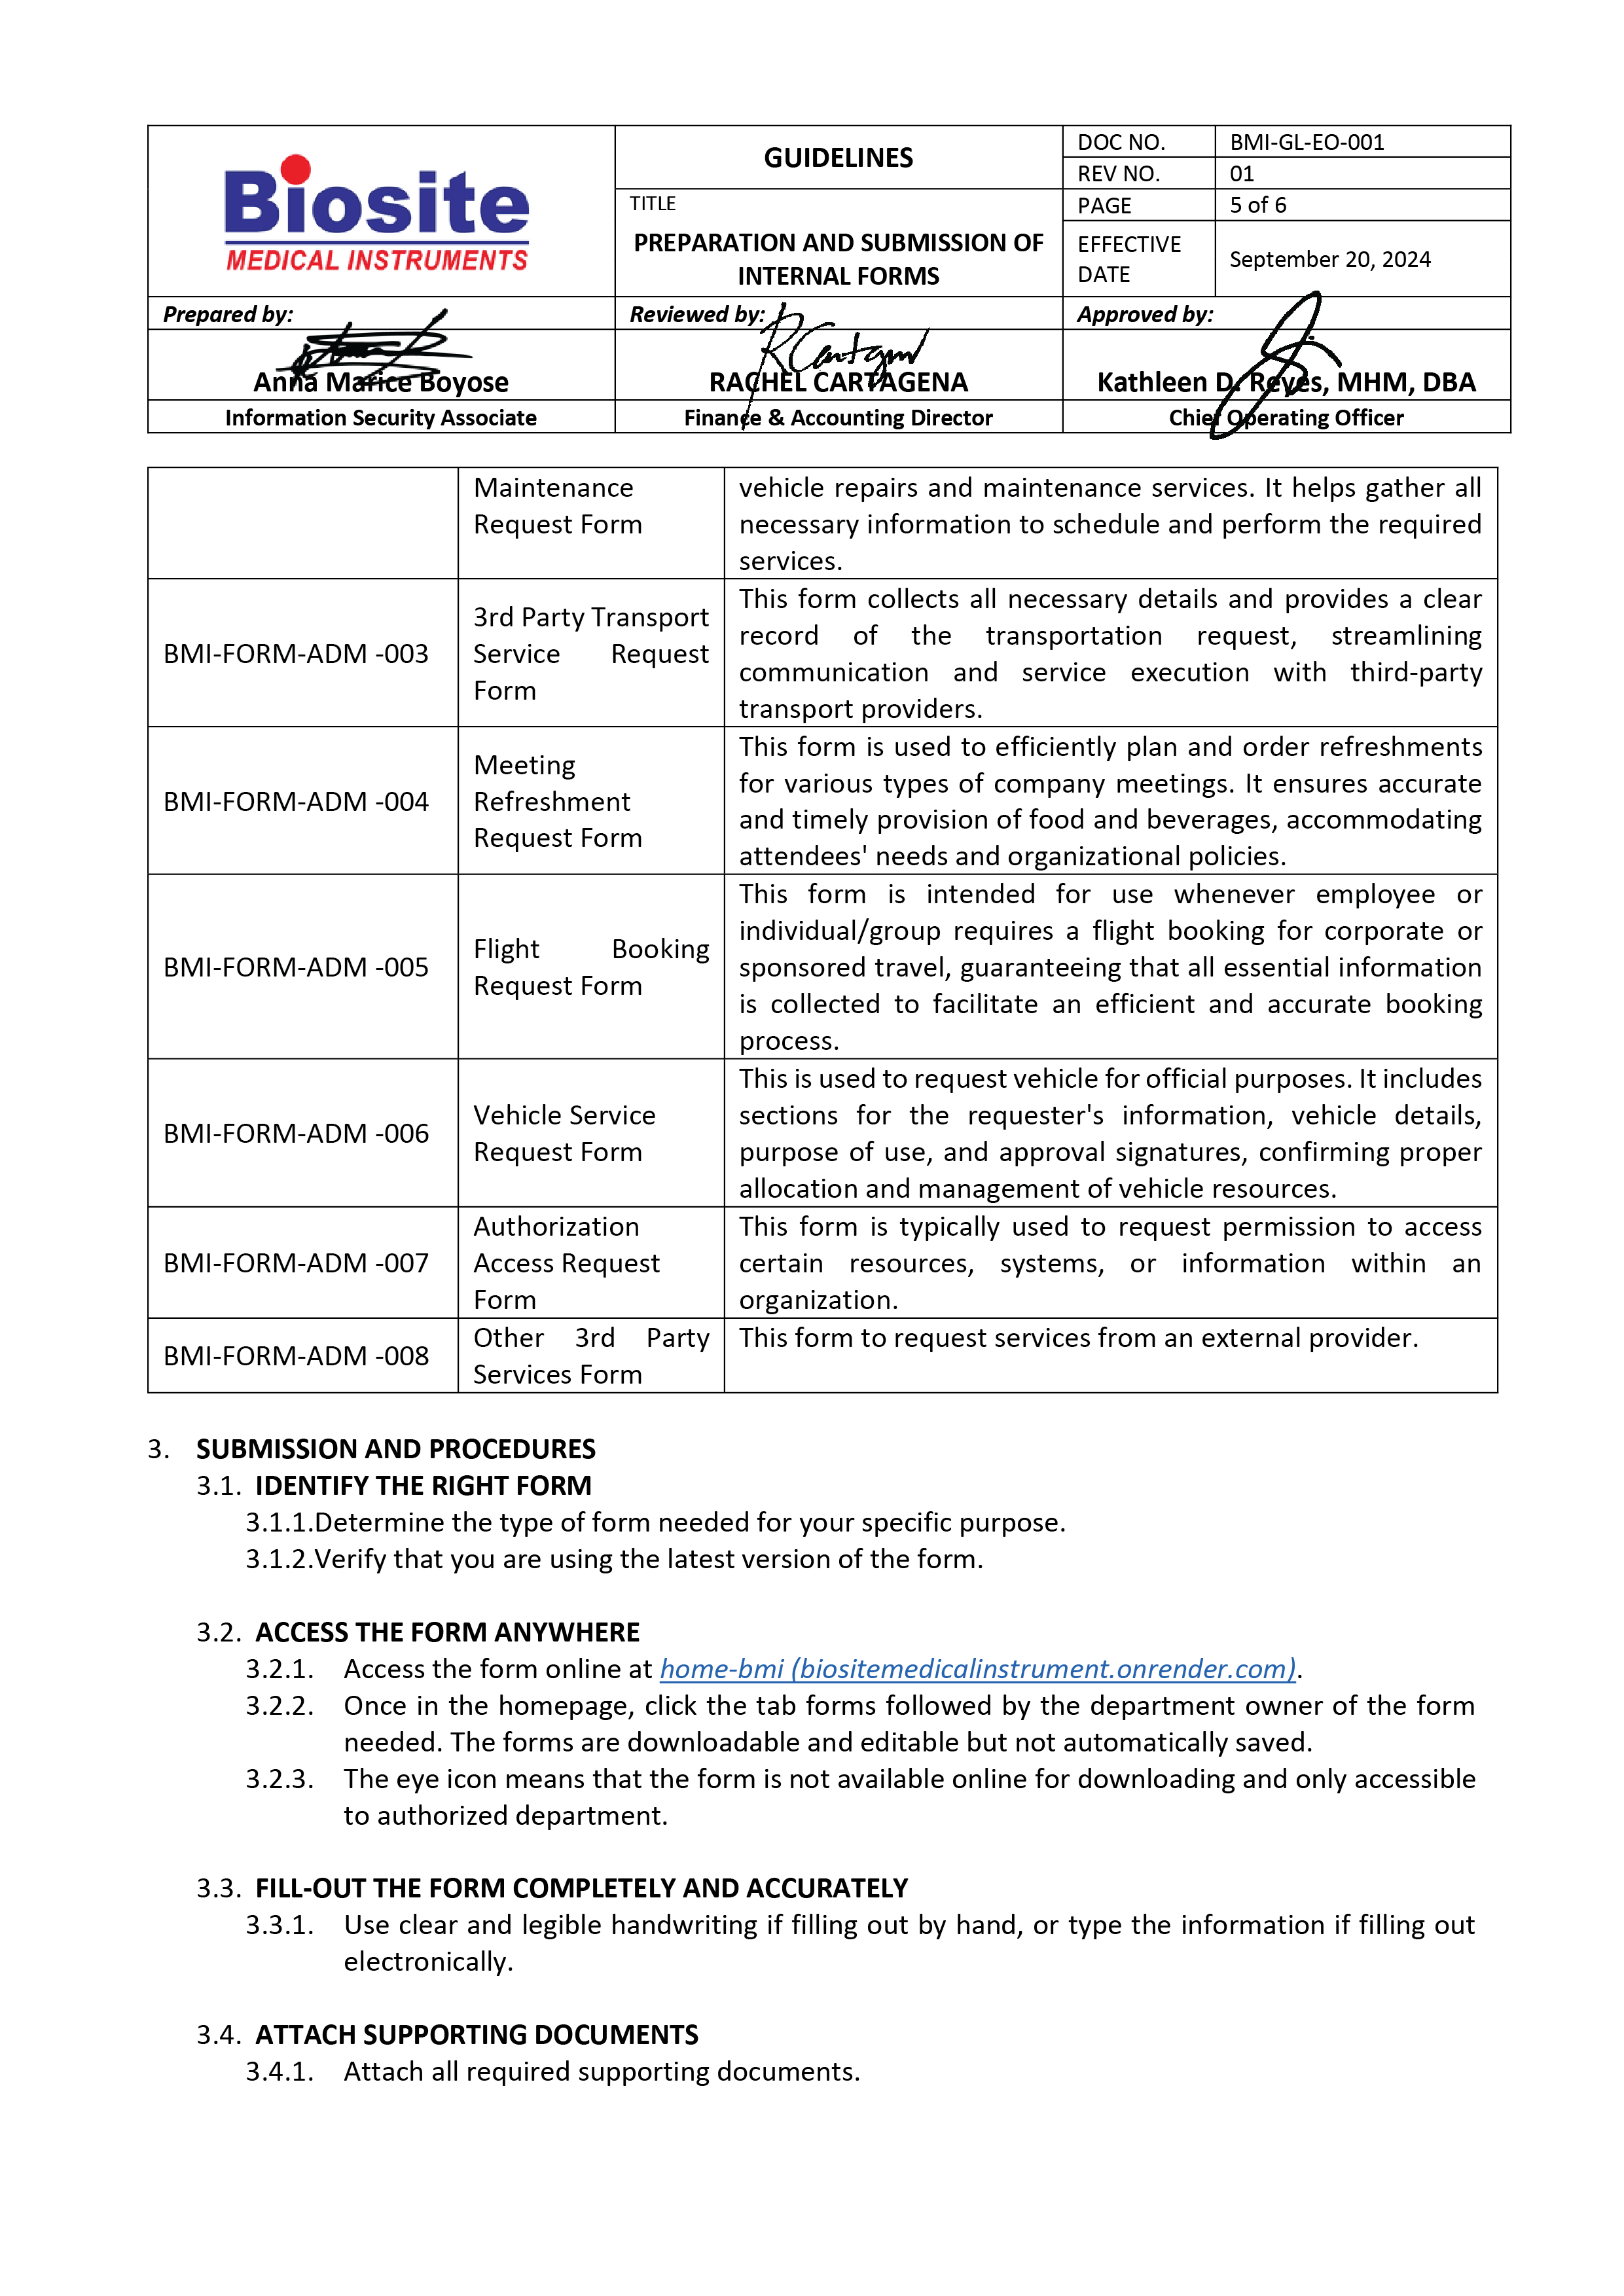 Biosite
MEDICAL INSTRUMENTS
GUIDELINES
TITLE
PREPARATION AND SUBMISSION OF
INTERNAL FORMS
DOC NO. BMI-GL-EO-001
REV NO. 01
PAGE 5 of 6
EFFECTIVE
DATE
September 20, 2024
Prepared by: Reviewed by: Approved by:
Anna Marice Boyose RACHEL CARTAGENA Kathleen D. Reyes, MHM, DBA
Information Security Associate Finance & Accounting Director Chief Operating Officer
Maintenance
Request Form
vehicle repairs and maintenance services. It helps gather all
necessary information to schedule and perform the required
services.
BMI-FORM-ADM -003
3rd Party Transport
Service Request
Form
This form collects all necessary details and provides a clear
record of the transportation request, streamlining
communication and service execution with third-party
transport providers.
BMI-FORM-ADM -004
Meeting
Refreshment
Request Form
This form is used to efficiently plan and order refreshments
for various types of company meetings. It ensures accurate
and timely provision of food and beverages, accommodating
attendees' needs and organizational policies.
BMI-FORM-ADM -005
Flight Booking
Request Form
This form is intended for use whenever employee or
individual/group requires a flight booking for corporate or
sponsored travel, guaranteeing that all essential information
is collected to facilitate an efficient and accurate booking
process.
BMI-FORM-ADM -006
Vehicle Service
Request Form
This is used to request vehicle for official purposes. It includes
sections for the requester's information, vehicle details,
purpose of use, and approval signatures, confirming proper
allocation and management of vehicle resources.
BMI-FORM-ADM -007
Authorization
Access Request
Form
This form is typically used to request permission to access
certain resources, systems, or information within an
organization.
BMI-FORM-ADM -008
Other 3rd Party
Services Form
This form to request services from an external provider.
3. SUBMISSION AND PROCEDURES
3.1. IDENTIFY THE RIGHT FORM
3.1.1.Determine the type of form needed for your specific purpose.
3.1.2.Verify that you are using the latest version of the form.
3.2. ACCESS THE FORM ANYWHERE
3.2.1. Access the form online at home-bmi (biositemedicalinstrument.onrender.com).
3.2.2. Once in the homepage, click the tab forms followed by the department owner of the form
needed. The forms are downloadable and editable but not automatically saved.
3.2.3. The eye icon means that the form is not available online for downloading and only accessible
to authorized department.
3.3. FILL-OUT THE FORM COMPLETELY AND ACCURATELY
3.3.1. Use clear and legible handwriting if filling out by hand, or type the information if filling out
electronically.
3.4. ATTACH SUPPORTING DOCUMENTS
3.4.1. Attach all required supporting documents.